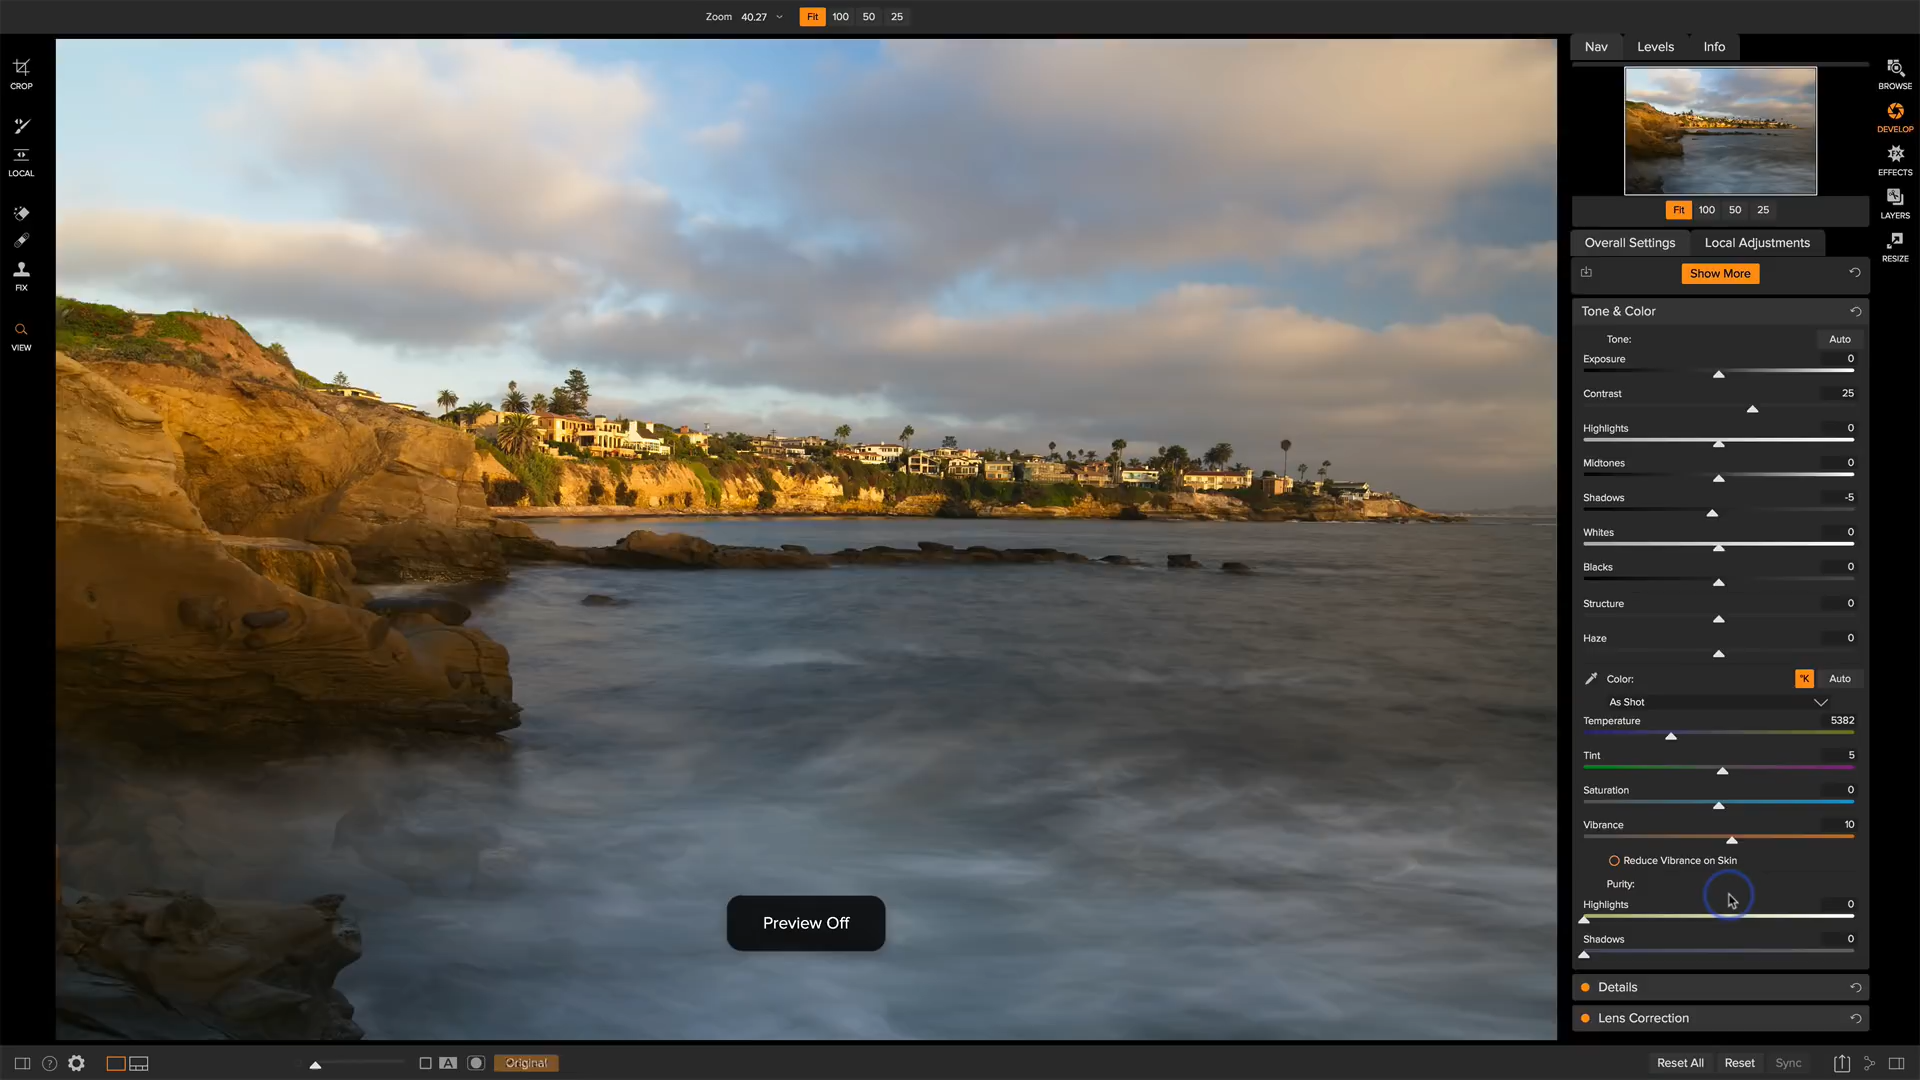 Zoom 40.27 Fit 100 50 25
CROP
LOCAL
FIX
VIEW
Preview Off
Nav Levels Info
Fit 100 50 25
BROWSE
DEVELOP
EFFECTS
LAYERS
RESIZE
Overall Settings Local Adjustments
Show More
Tone & Color
Tone: Auto
Exposure 0
Contrast 25
Highlights 0
Midtones 0
Shadows -5
Whites 0
Blacks 0
Structure 0
Haze 0
Color: °K Auto
As Shot
Temperature 5382
Tint 5
Saturation 0
Vibrance 10
Reduce Vibrance on Skin
Purity:
Highlights 0
Shadows 0
Details
Lens Correction
? A Original
Reset All Reset Sync